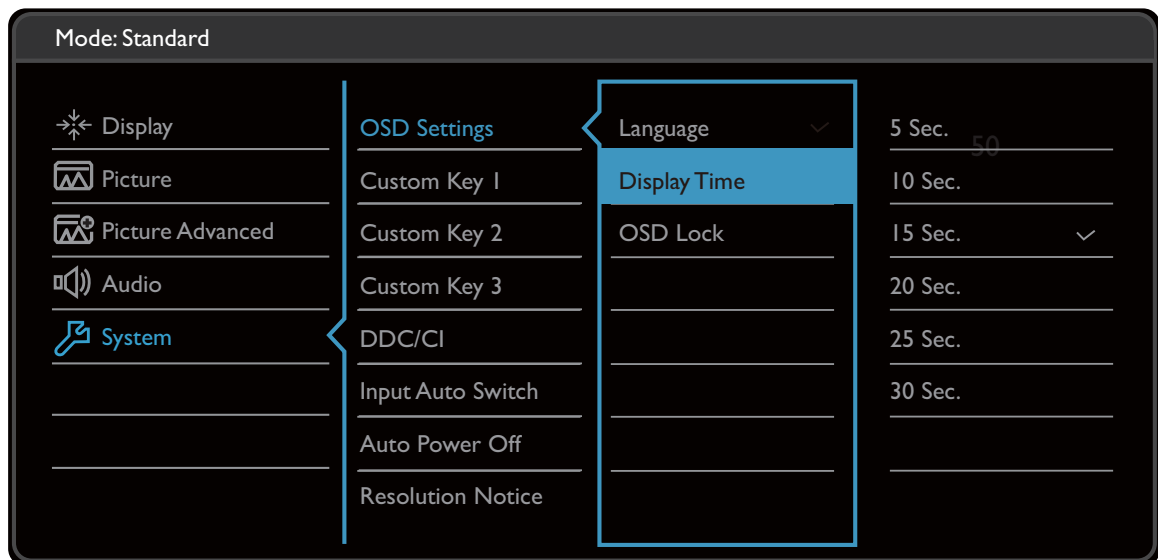 Mode: Standard
Display
Picture
Picture Advanced
Audio
System
OSD Settings
Custom Key 1
Custom Key 2
Custom Key 3
DDC/CI
Input Auto Switch
Auto Power Off
Resolution Notice
Language
Display Time
OSD Lock
5 Sec.
50
10 Sec.
15 Sec.
20 Sec.
25 Sec.
30 Sec.